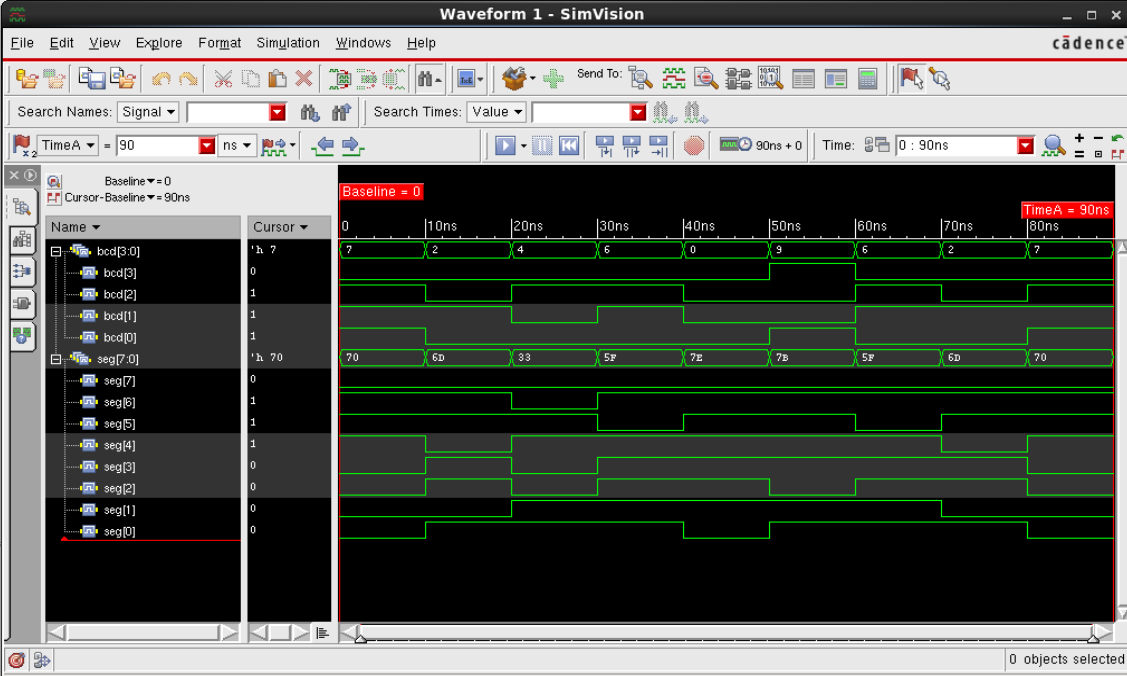 Waveform 1 - SimVision
File Edit View Explore Format Simulation Windows Help cādence
Send To:
Search Names: Signal Search Times: Value
x2 TimeA = 90 ns 90ns + 0 Time: 0 : 90ns
Baseline = 0
Cursor-Baseline = 90ns
Baseline = 0
TimeA = 90ns
Name Cursor 0 10ns 20ns 30ns 40ns 50ns 60ns 70ns 80ns
bcd[3:0] 'h 7 7 2 4 6 0 9 6 2 7
bcd[3] 0
bcd[2] 1
bcd[1] 1
bcd[0] 1
seg[7:0] 'h 70 70 6D 33 5F 7E 7B 5F 6D 70
seg[7] 0
seg[6] 1
seg[5] 1
seg[4] 1
seg[3] 0
seg[2] 0
seg[1] 0
seg[0] 0
0 objects selected